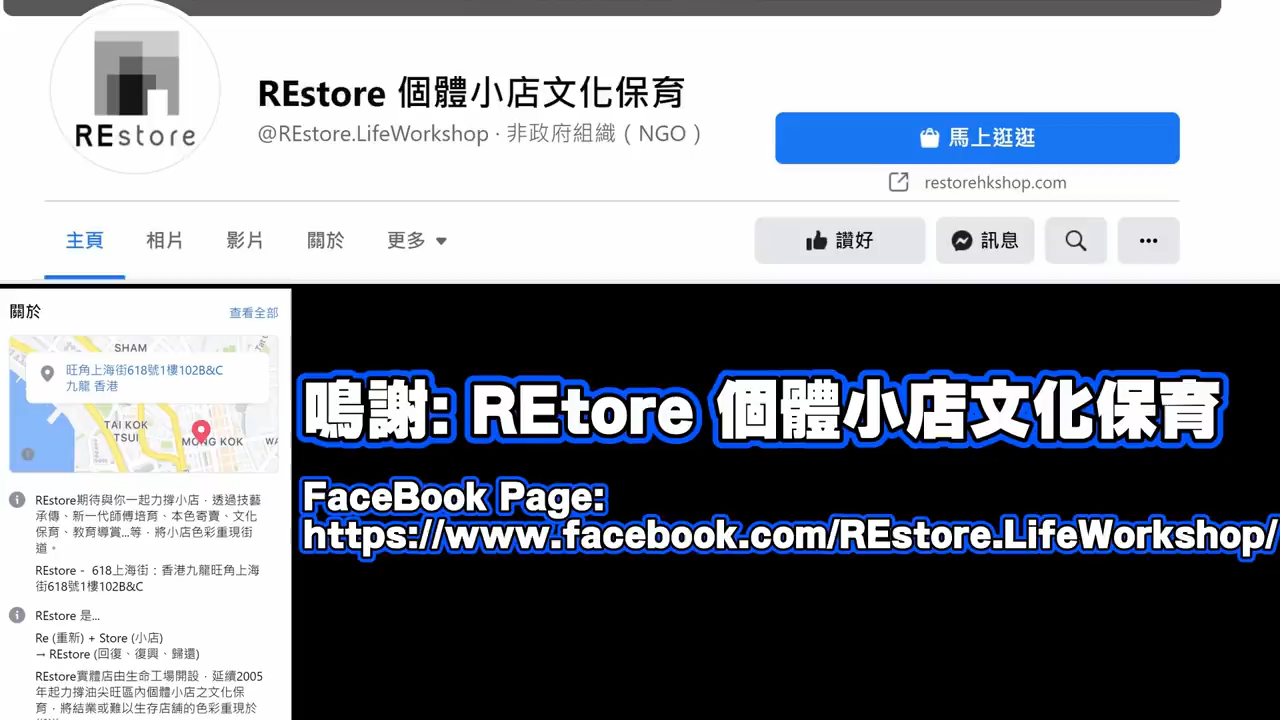 REstore
REstore 個體小店文化保育
@REstore.LifeWorkshop · 非政府組織（NGO）
馬上逛逛
restorehkshop.com
主頁 相片 影片 關於 更多
讚好 訊息
關於 查看全部
SHAM
旺角上海街618號1樓102B&C
九龍 香港
TAI KOK
TSUI
MONG KOK
WA
REstore期待與你一起力撐小店，透過技藝
承傳、新一代師傅培育、本色寄賣、文化
保育、教育導賞...等，將小店色彩重現街
道。
REstore - 618上海街：香港九龍旺角上海
街618號1樓102B&C
REstore 是...
Re (重新) + Store (小店)
→ REstore (回復、復興、歸還)
REstore實體店由生命工場開設，延續2005
年起力撐油尖旺區內個體小店之文化保
育，將結業或難以生存店舖的色彩重現於
鳴謝: REtore 個體小店文化保育
FaceBook Page:
https://www.facebook.com/REstore.LifeWorkshop/